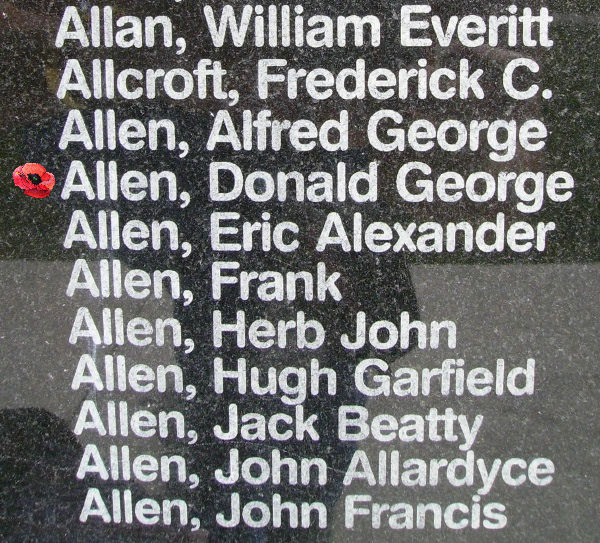 Allan, William Everitt
Allcroft, Frederick C.
Allen, Alfred George
Allen, Donald George
Allen, Eric Alexander
Allen, Frank
Allen, Herb John
Allen, Hugh Garfield
Allen, Jack Beatty
Allen, John Allardyce
Allen, John Francis